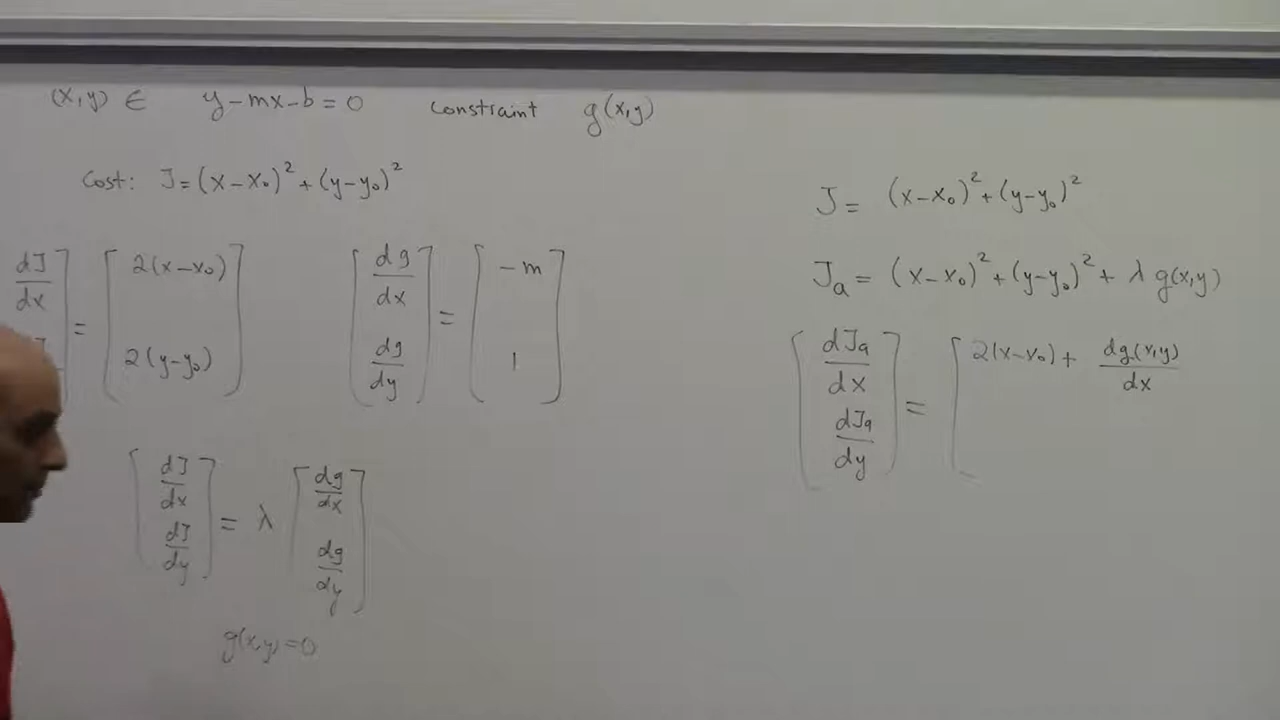 (x,y) ∈ y-mx-b=0 constraint g(x,y)
Cost: J=(x-x₀)²+(y-y₀)²
dJ/dx = [ 2(x-x₀) 2(y-y₀) ]
[ dg/dx dg/dy ] = [ -m 1 ]
[ dJ/dx dJ/dy ] = λ [ dg/dx dg/dy ]
g(x,y)=0
J= (x-x₀)²+(y-y₀)²
Jₐ= (x-x₀)²+(y-y₀)²+ λ g(x,y)
[ dJₐ/dx dJₐ/dy ] = [ 2(x-x₀)+ dg(x,y)/dx